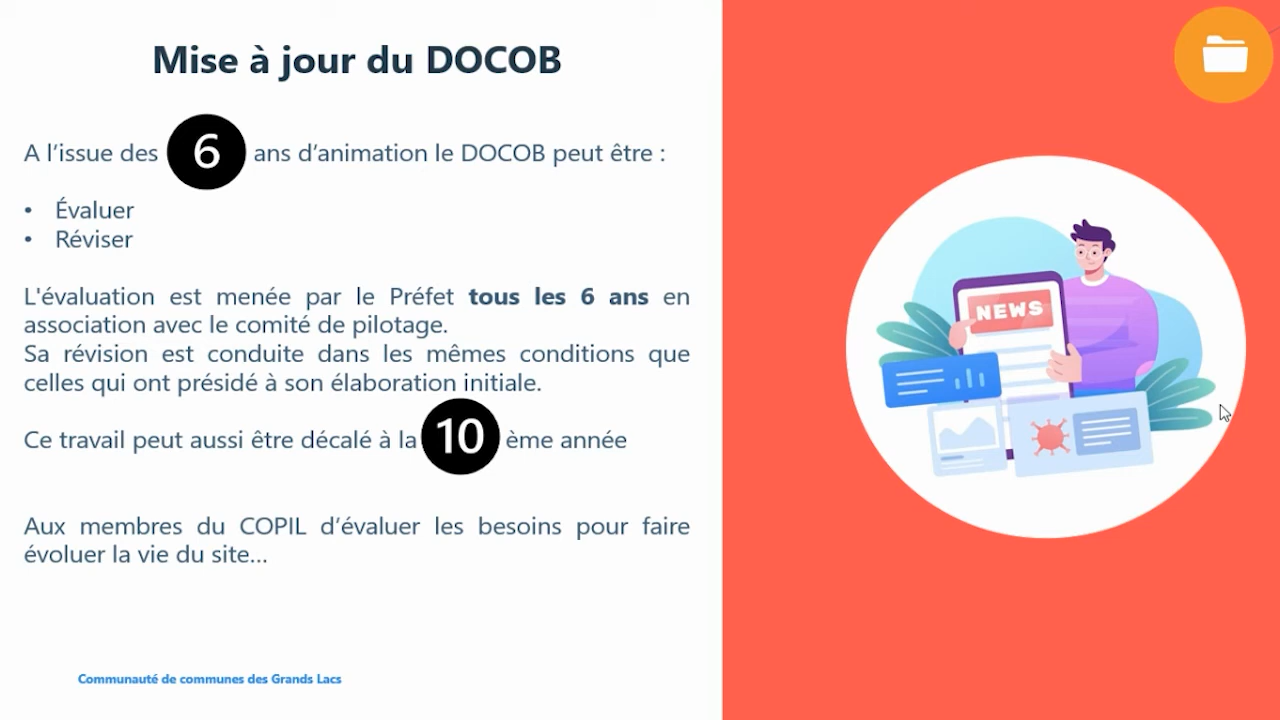 Mise à jour du DOCOB
A l’issue des 6 ans d’animation le DOCOB peut être :
• Évaluer
• Réviser
L'évaluation est menée par le Préfet tous les 6 ans en
association avec le comité de pilotage.
Sa révision est conduite dans les mêmes conditions que
celles qui ont présidé à son élaboration initiale.
Ce travail peut aussi être décalé à la 10 ème année
Aux membres du COPIL d’évaluer les besoins pour faire
évoluer la vie du site…
Communauté de communes des Grands Lacs
NEWS